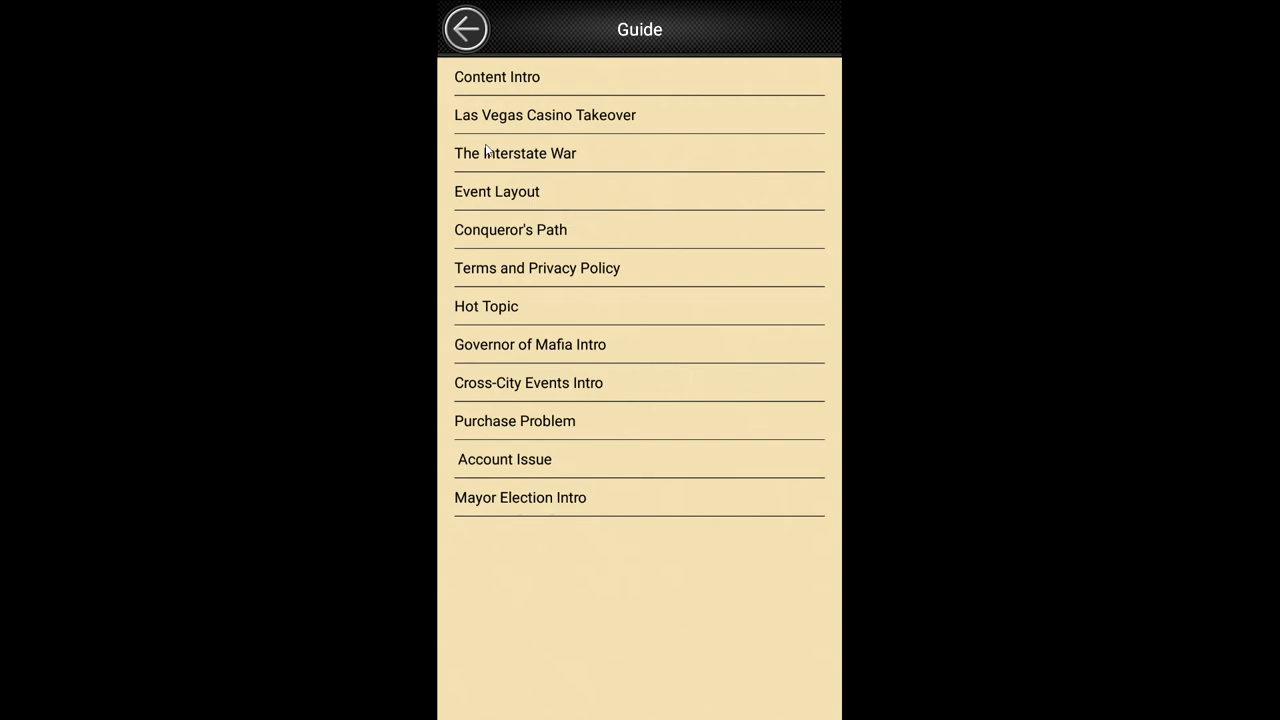 Guide
Content Intro
Las Vegas Casino Takeover
The Interstate War
Event Layout
Conqueror's Path
Terms and Privacy Policy
Hot Topic
Governor of Mafia Intro
Cross-City Events Intro
Purchase Problem
Account Issue
Mayor Election Intro